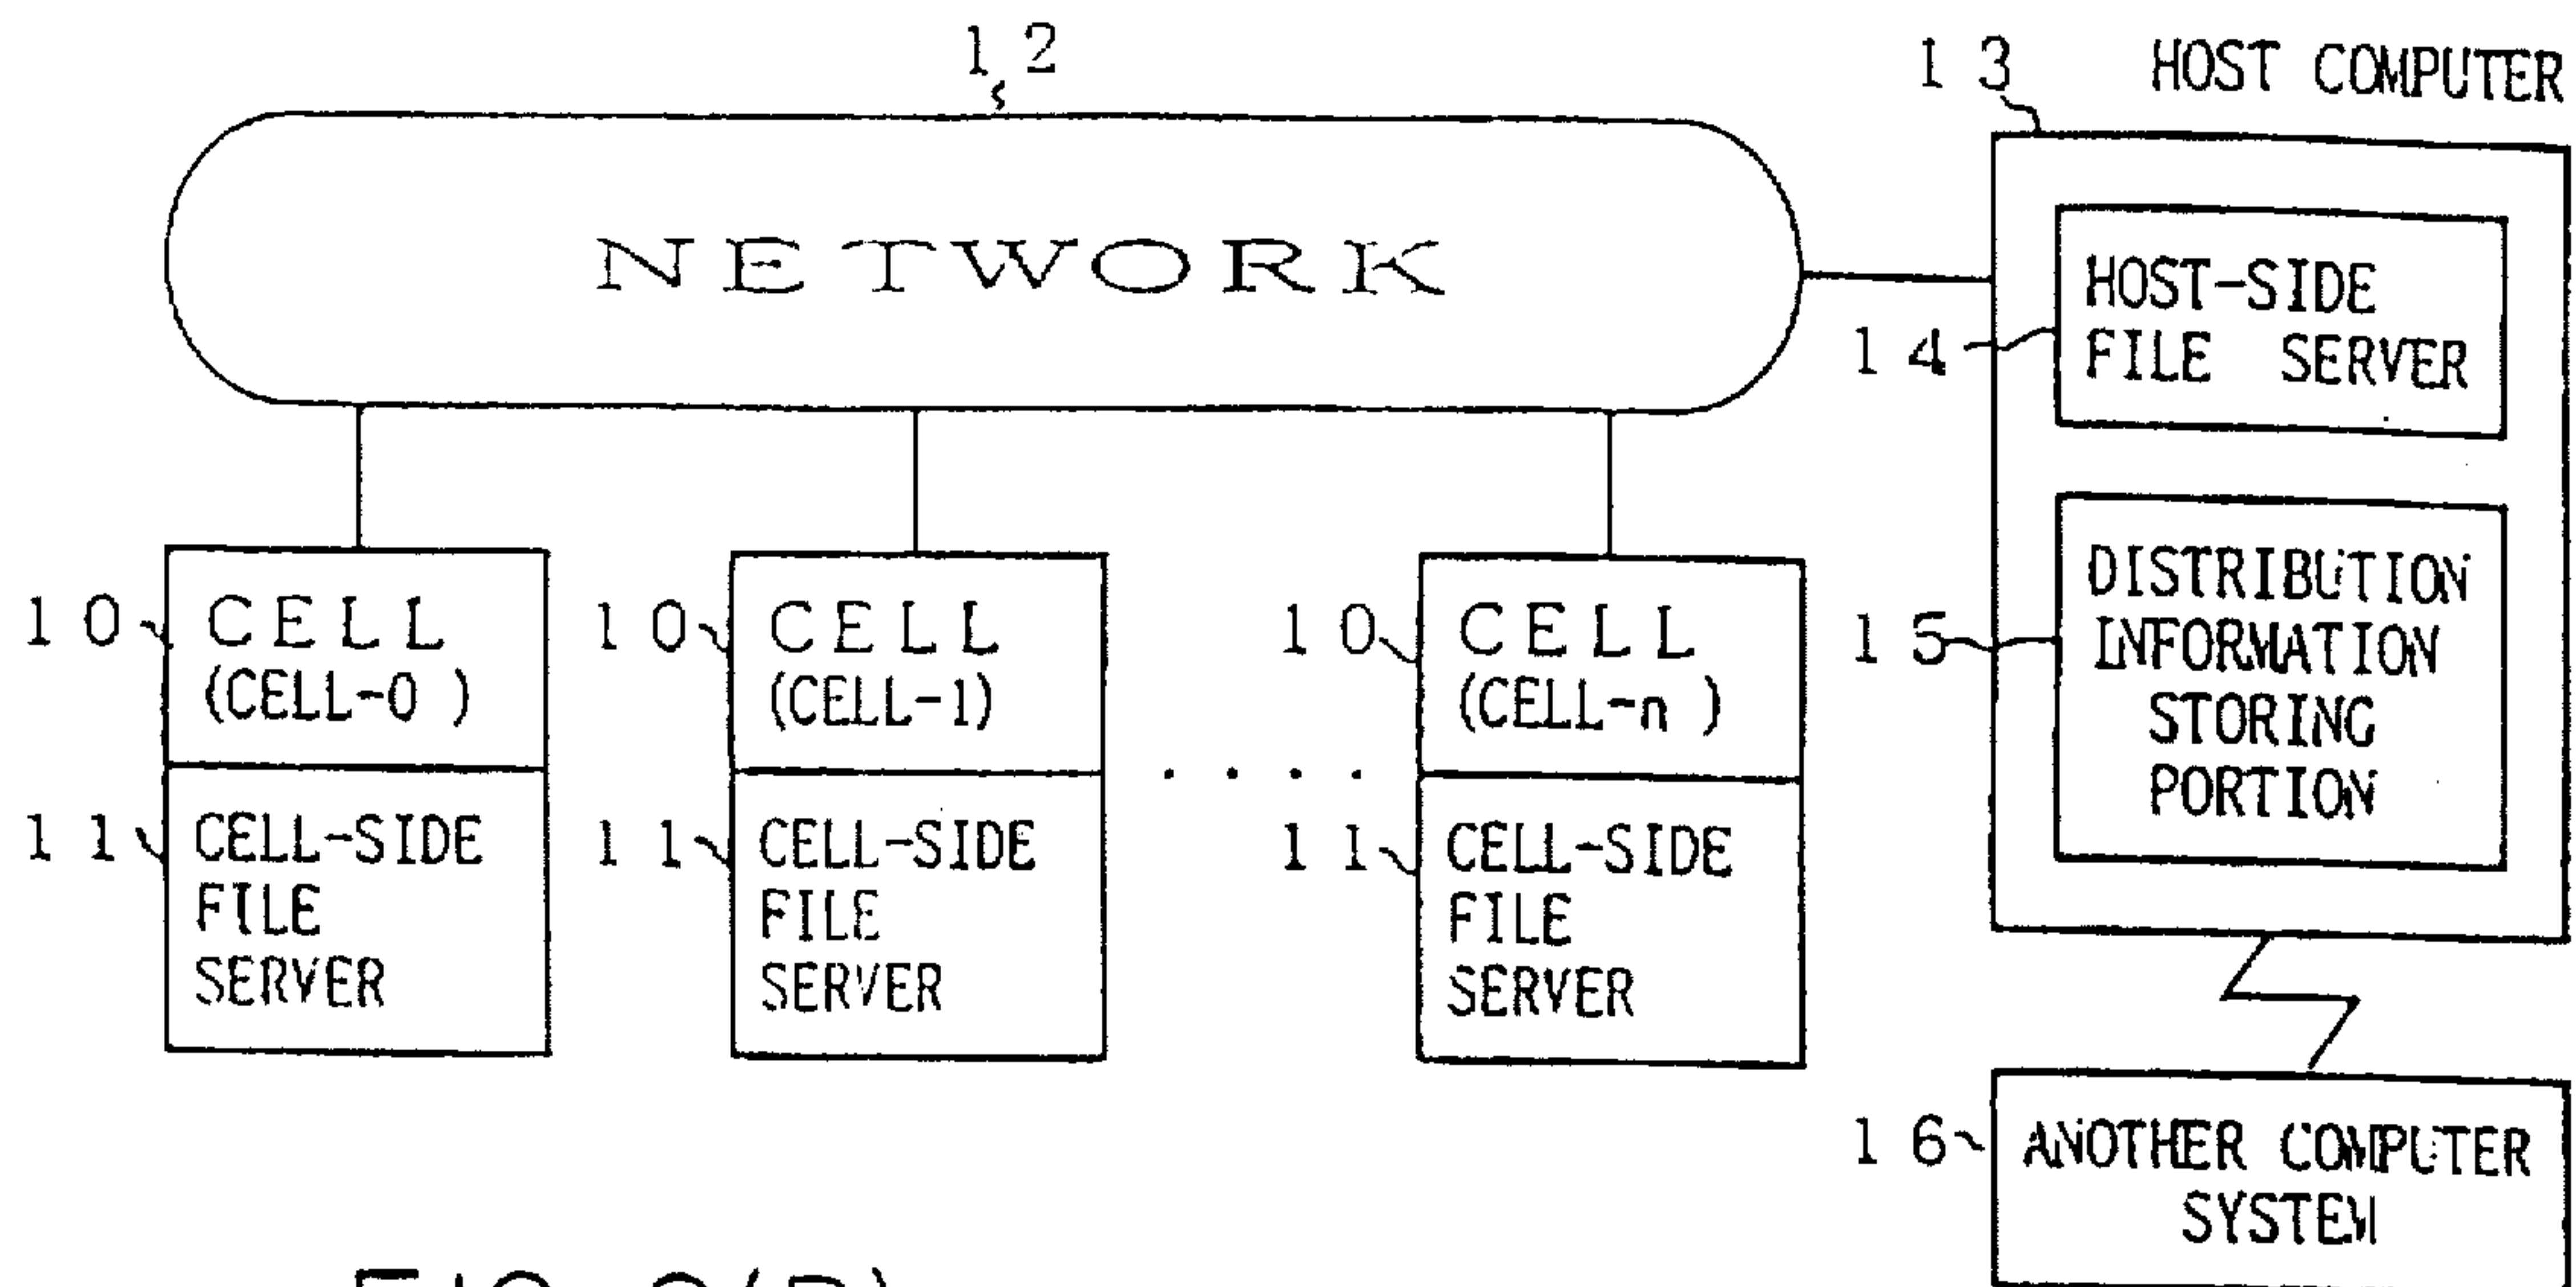 12
13 HOST COMPUTER
NETWORK
14
HOST-SIDE
FILE SERVER
15
DISTRIBUTION
INFORMATION
STORING
PORTION
10
CELL
(CELL-0 )
10
CELL
(CELL-1)
10
CELL
(CELL-n )
. . . .
11
CELL-SIDE
FILE
SERVER
11
CELL-SIDE
FILE
SERVER
11
CELL-SIDE
FILE
SERVER
16
ANOTHER COMPUTER
SYSTEM